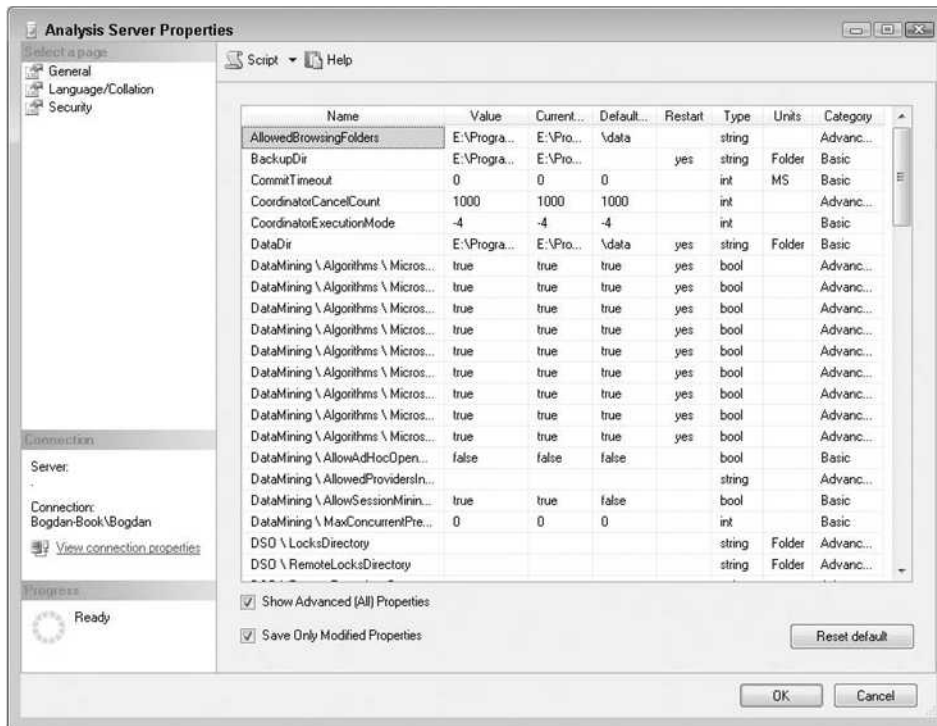 Analysis Server Properties
Select a page
General
Language/Collation
Security
Script Help
Name Value Current... Default... Restart Type Units Category
AllowedBrowsingFolders E:\Progra... E:\Pro... \data string Advanc...
BackupDir E:\Progra... E:\Pro... yes string Folder Basic
CommitTimeout 0 0 0 int MS Basic
CoordinatorCancelCount 1000 1000 1000 int Advanc...
CoordinatorExecutionMode -4 -4 -4 int Basic
DataDir E:\Progra... E:\Pro... \data yes string Folder Basic
DataMining \ Algorithms \ Micros... true true true yes bool Advanc...
DataMining \ Algorithms \ Micros... true true true yes bool Advanc...
DataMining \ Algorithms \ Micros... true true true yes bool Advanc...
DataMining \ Algorithms \ Micros... true true true yes bool Advanc...
DataMining \ Algorithms \ Micros... true true true yes bool Advanc...
DataMining \ Algorithms \ Micros... true true true yes bool Advanc...
DataMining \ Algorithms \ Micros... true true true yes bool Advanc...
DataMining \ Algorithms \ Micros... true true true yes bool Advanc...
DataMining \ Algorithms \ Micros... true true true yes bool Advanc...
DataMining \ AllowAdHocOpen... false false false bool Basic
DataMining \ AllowedProvidersIn... string Advanc...
DataMining \ AllowSessionMinin... true true false bool Basic
DataMining \ MaxConcurrentPre... 0 0 0 int Basic
DSO \ LocksDirectory string Folder Advanc...
DSO \ RemoteLocksDirectory string Folder Advanc...
Connection
Server:
.
Connection:
Bogdan-Book\Bogdan
View connection properties
Progress
Ready
Show Advanced (All) Properties
Save Only Modified Properties
Reset default
OK Cancel